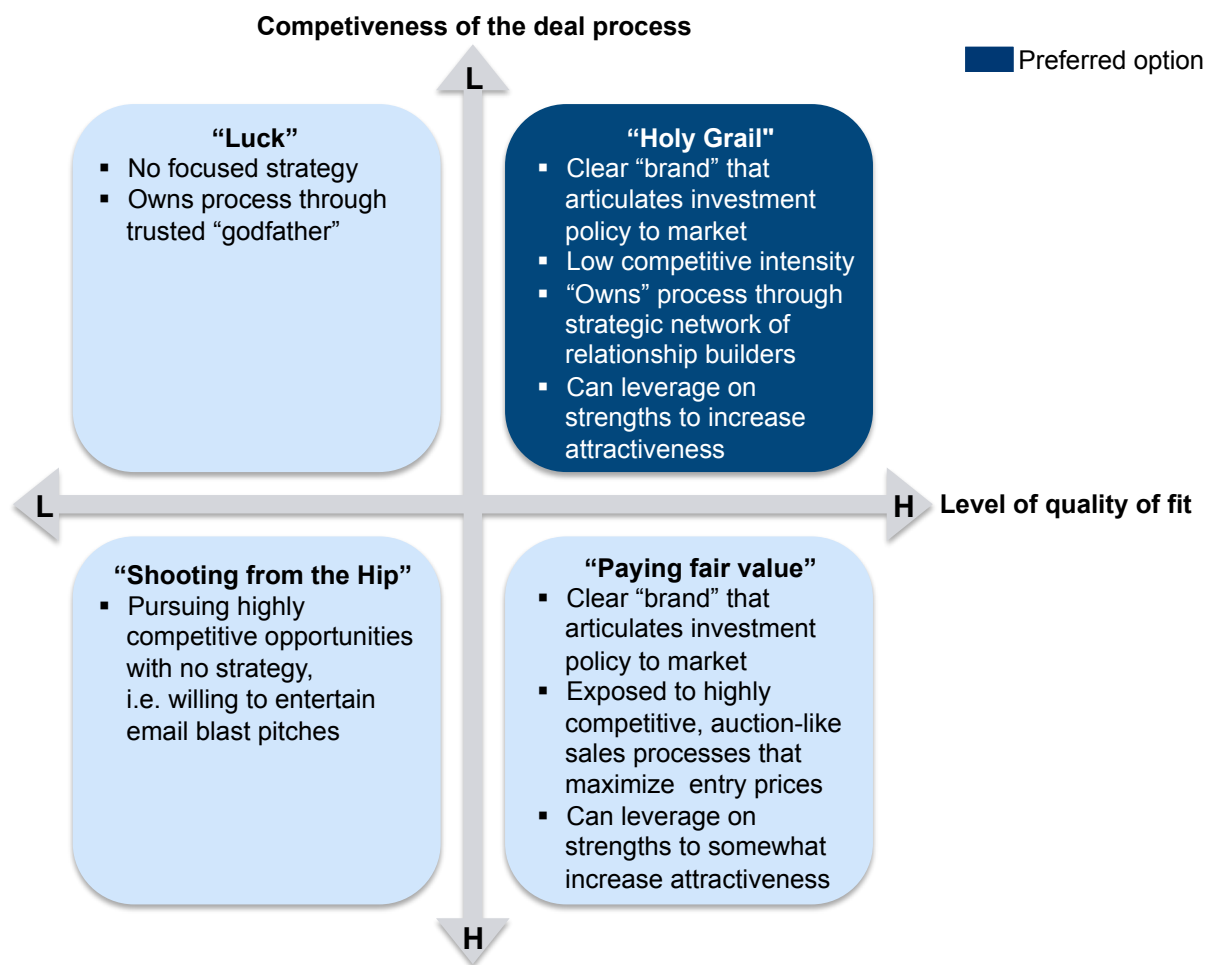 Competiveness of the deal process
Preferred option
L
“Luck”
▪ No focused strategy
▪ Owns process through
trusted “godfather”
“Holy Grail"
▪ Clear “brand” that
articulates investment
policy to market
▪ Low competitive intensity
▪ “Owns” process through
strategic network of
relationship builders
▪ Can leverage on
strengths to increase
attractiveness
L
H
Level of quality of fit
“Shooting from the Hip”
▪ Pursuing highly
competitive opportunities
with no strategy,
i.e. willing to entertain
email blast pitches
“Paying fair value”
▪ Clear “brand” that
articulates investment
policy to market
▪ Exposed to highly
competitive, auction-like
sales processes that
maximize entry prices
▪ Can leverage on
strengths to somewhat
increase attractiveness
H